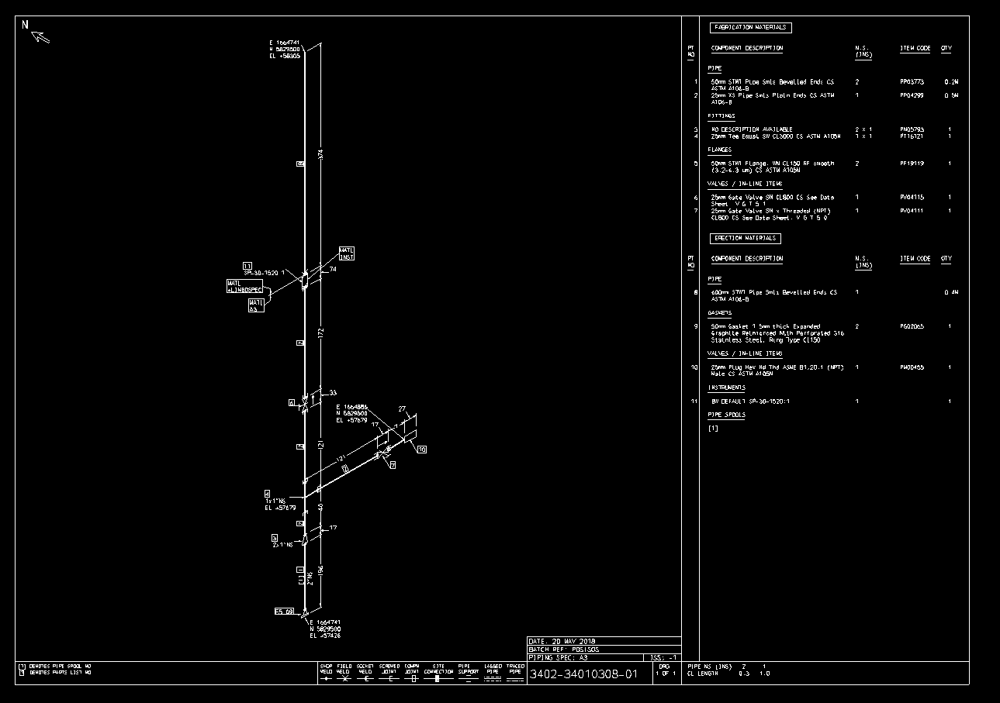 N
E 1664741
N 5829500
EL +58305
374
8
MATL
INST
11
SP-30-1520 1
74
MATL
MATL
A3
172
2
6
33
E 1664886
N 5829500
EL +57679
27
17
10
121
2
121
2
7
4
1x1"NS
EL +57679
40
2
17
3
2x1"NS
1
[1]
2"NS
196
F5 G9
E 1664741
N 5829500
EL +57426
FABRICATION MATERIALS
PT
NO
COMPONENT DESCRIPTION
N.S.
(INS)
ITEM CODE
QTY
PIPE
1 50mm STWT Pipe Smls Bevelled Ends CS 2 PP03773 0.2M
ASTM A106-B
2 25mm XS Pipe Smls Plain Ends CS ASTM 1 PP04299
A106-B
FITTINGS
3 NO DESCRIPTION AVAILABLE 2 x 1 PN05793 1
4 25mm Tee Equal SW CL3000 CS ASTM A105N 1 x 1 PT16121 1
FLANGES
5 50mm STWT Flange. WN CL150 RF smooth 2 PF19119 1
(3.2-6.3 um) CS ASTM A105N
VALVES / IN-LINE ITEMS
6 25mm Gate Valve SW CL800 CS See Data 1 PV04115 1
Sheet V G T 5 1
7 25mm Gate Valve SW x Threaded (NPT) 1 PV04111 1
CL800 CS See Data Sheet. V G T 5 0
ERECTION MATERIALS
PT
NO
COMPONENT DESCRIPTION
N.S.
(INS)
ITEM CODE
QTY
PIPE
8 600mm STWT Pipe Smls Bevelled Ends CS 1 0 4M
ASTM A106-B
GASKETS
9 50mm Gasket 1 5mm thick Expanded 2 PG02065 1
Graphite Reinforced With Perforated 316
Stainless Steel. Ring Type CL150
VALVES / IN-LINE ITEMS
10 25mm Plug Hex Hd Thd ASME B1.20.1 (NPT) 1 PW00455 1
Male CS ASTM A105N
INSTRUMENTS
11 BW DEFAULT SP-30-1520:1 1 1
PIPE SPOOLS
[1]
DATE: 20 MAY 2018
BATCH REF: PDSISOS
PIPING SPEC: A3 ISS: -1
[1] DENOTES PIPE SPOOL NO
1 DENOTES PARTS LIST NO
SHOP WELD
FIELD WELD
SOCKET WELD
SCREWED JOINT
COMPN JOINT
SITE CONNECTION
PIPE SUPPORT
LAGGED PIPE
TRACED PIPE
3402-34010308-01
DRG
1 OF 1
PIPE NS (INS) 2 1
CL LENGTH 0.3 1.0